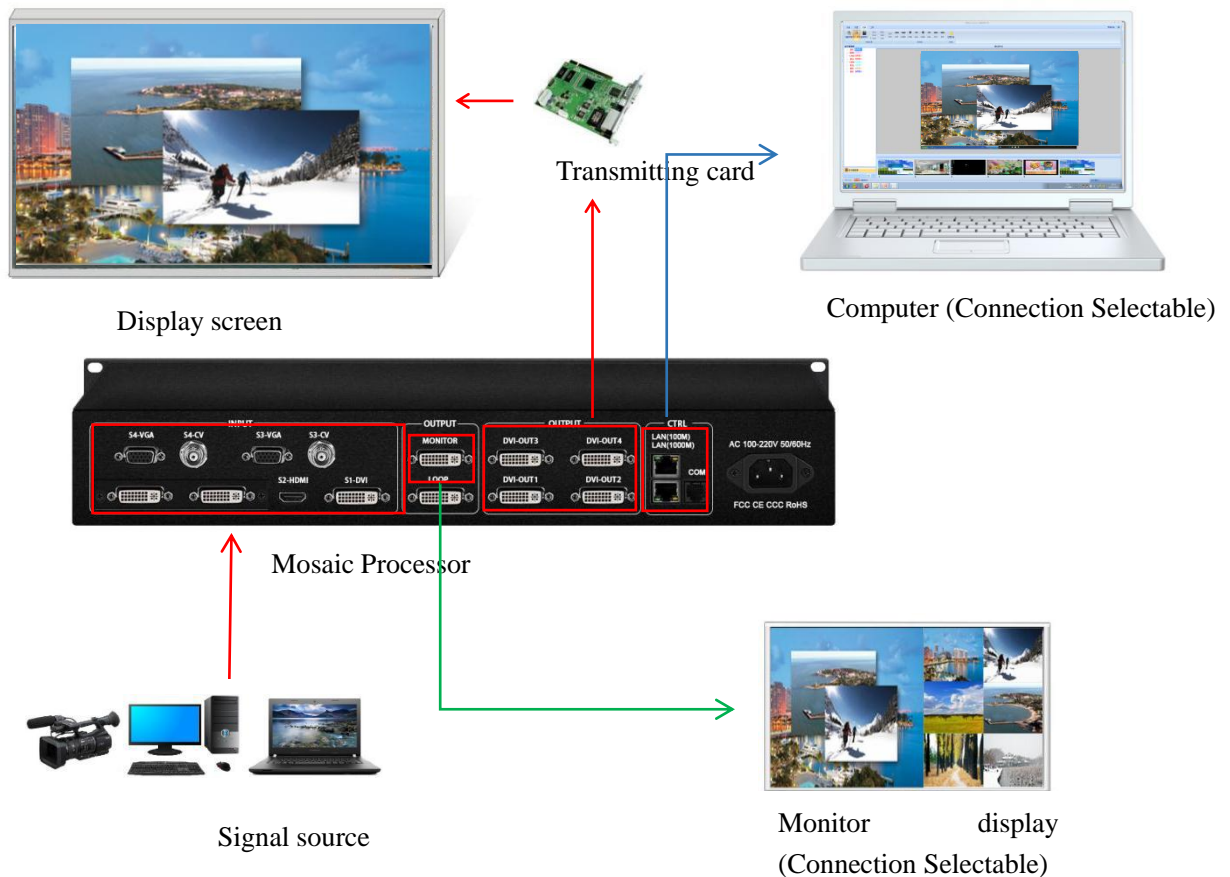 Transmitting card
Display screen
Computer (Connection Selectable)
INPUT
OUTPUT
OUTPUT
CTRL
S4-VGA
S4-CV
S3-VGA
S3-CV
MONITOR
DVI-OUT3
DVI-OUT4
LAN(100M)
LAN(1000M)
AC 100-220V 50/60Hz
COM
S2-HDMI
S1-DVI
LOOP
DVI-OUT1
DVI-OUT2
FCC CE CCC RoHS
Mosaic Processor
Signal source
Monitor display
(Connection Selectable)